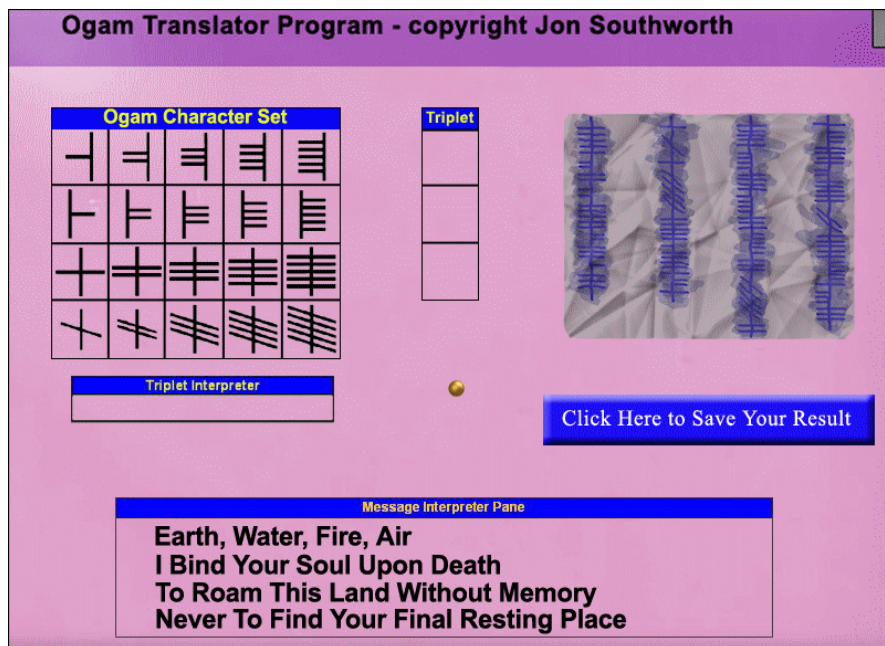 Ogam Translator Program - copyright Jon Southworth
Ogam Character Set
Triplet
Triplet Interpreter
Click Here to Save Your Result
Message Interpreter Pane
Earth, Water, Fire, Air
I Bind Your Soul Upon Death
To Roam This Land Without Memory
Never To Find Your Final Resting Place